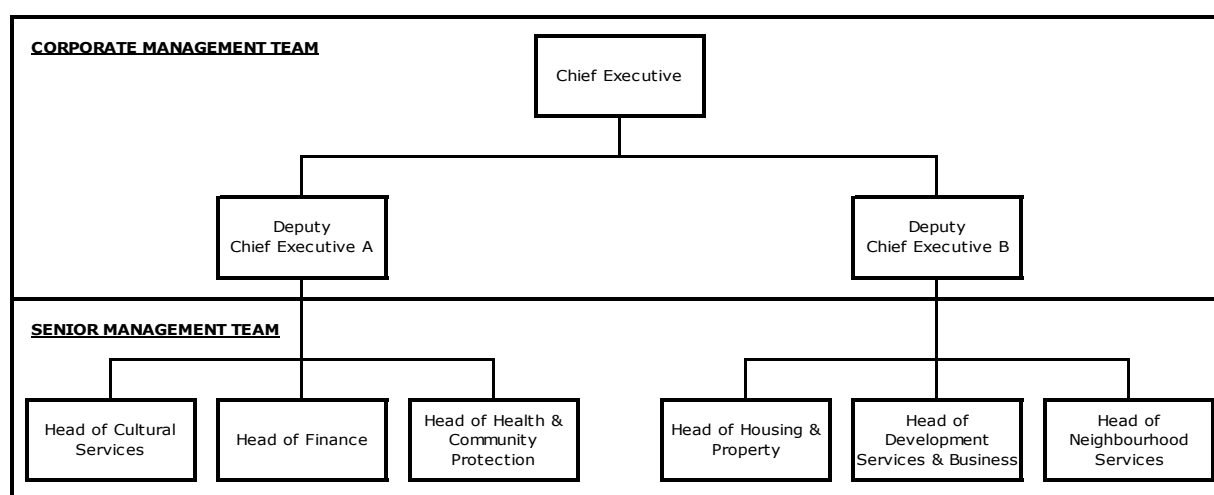 CORPORATE MANAGEMENT TEAM
Chief Executive
Deputy
Chief Executive A
Deputy
Chief Executive B
SENIOR MANAGEMENT TEAM
Head of Cultural
Services
Head of Finance
Head of Health &
Community
Protection
Head of Housing &
Property
Head of
Development
Services & Business
Head of
Neighbourhood
Services